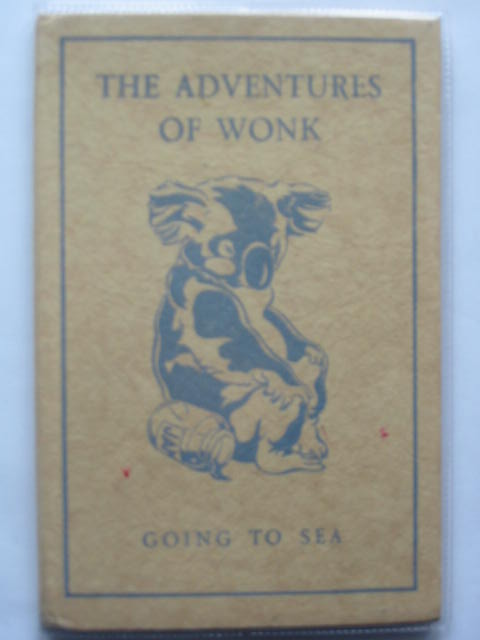 THE ADVENTURES
OF WONK
GOING TO SEA